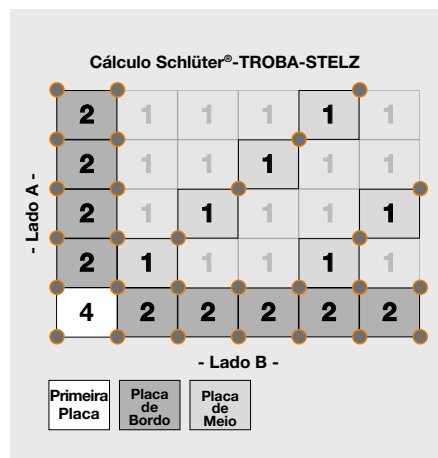 Cálculo Schlüter®-TROBA-STELZ
2 1 1 1 1 1
2 1 1 1 1 1
- Lado A -
2 1 1 1 1 1
2 1 1 1 1 1
4 2 2 2 2 2
- Lado B -
Primeira
Placa
Placa
de
Bordo
Placa
de
Meio